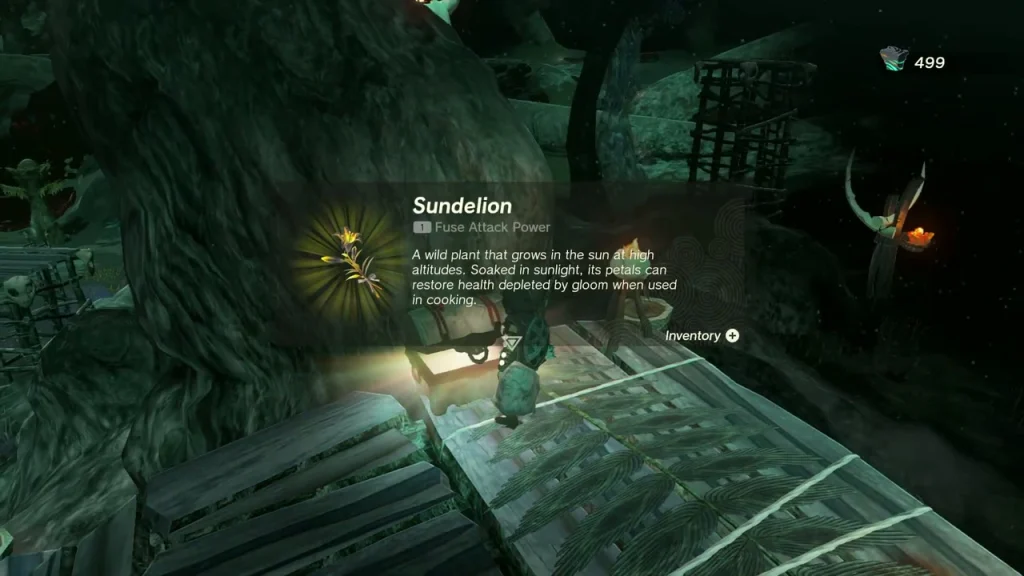 499
Sundelion
1 Fuse Attack Power
A wild plant that grows in the sun at high
altitudes. Soaked in sunlight, its petals can
restore health depleted by gloom when used
in cooking.
Inventory